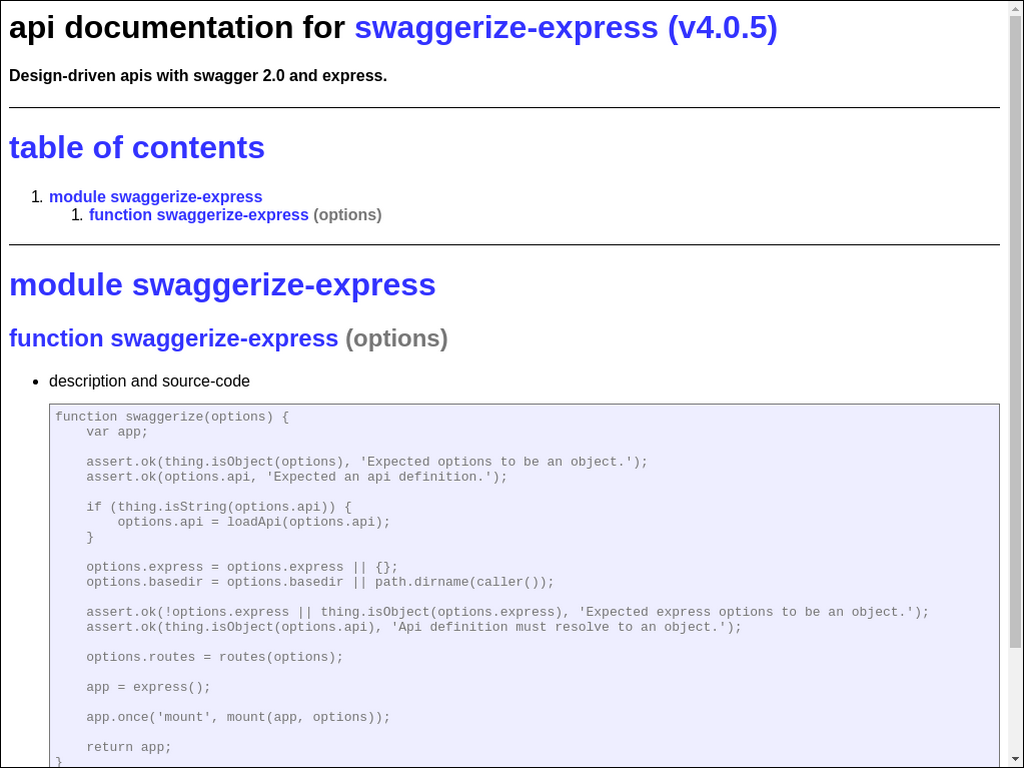 api documentation for swaggerize-express (v4.0.5)
Design-driven apis with swagger 2.0 and express.
table of contents
1. module swaggerize-express
1. function swaggerize-express (options)
module swaggerize-express
function swaggerize-express (options)
• description and source-code
function swaggerize(options) {
    var app;

    assert.ok(thing.isObject(options), 'Expected options to be an object.');
    assert.ok(options.api, 'Expected an api definition.');

    if (thing.isString(options.api)) {
        options.api = loadApi(options.api);
    }

    options.express = options.express || {};
    options.basedir = options.basedir || path.dirname(caller());

    assert.ok(!options.express || thing.isObject(options.express), 'Expected express options to be an object.');
    assert.ok(thing.isObject(options.api), 'Api definition must resolve to an object.');

    options.routes = routes(options);

    app = express();

    app.once('mount', mount(app, options));

    return app;
}